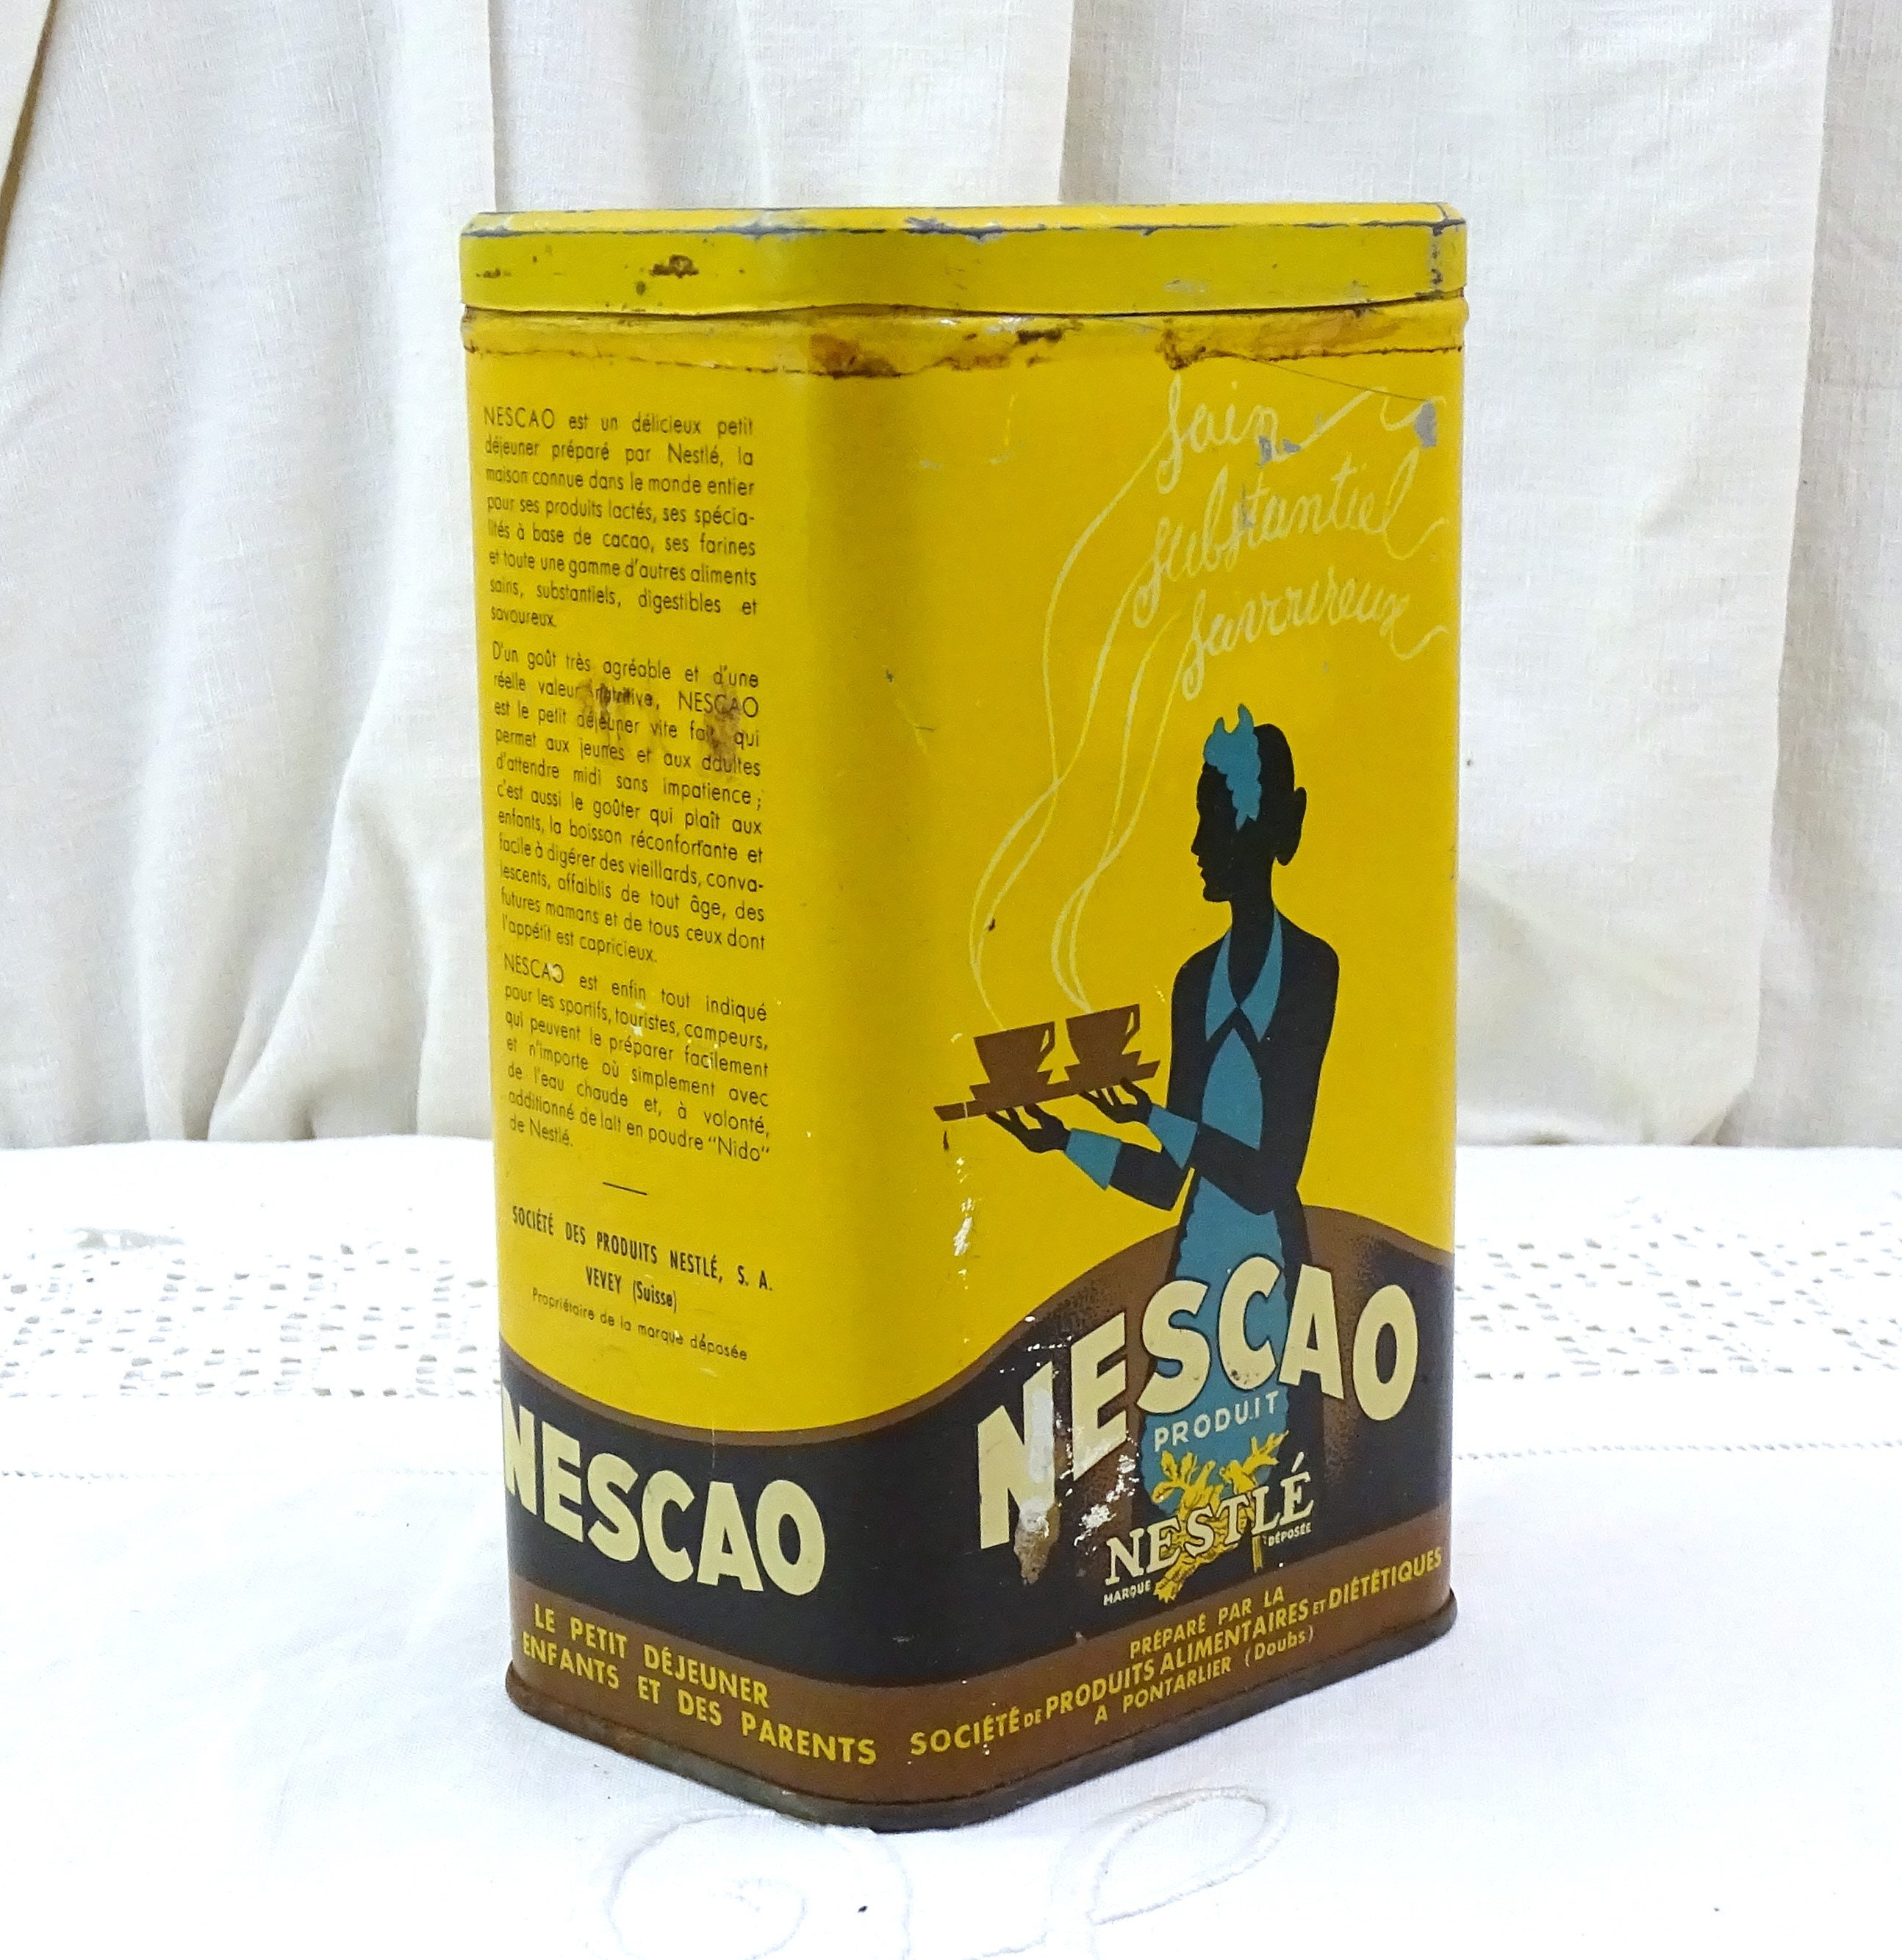 NESCAO est un délicieux petit
déjeuner préparé par Nestlé, la
maison connue dans le monde entier
pour ses produits lactés, ses spécia-
lités à base de cacao, ses farines
et toute une gamme d'autres aliments
sains, substantiels, digestibles et
savoureux.
D'un goût très agréable et d'une
réelle valeur nutritive, NESCAO
est le petit déjeuner vite fait qui
permet aux jeunes et aux adultes
d'attendre midi sans impatience ;
c'est aussi le goûter qui plaît aux
enfants, la boisson réconfortante et
facile à digérer des vieillards, conva-
lescents, affaiblis de tout âge, des
futures mamans et de tous ceux dont
l'appétit est capricieux.
NESCAO est enfin tout indiqué
pour les sportifs, touristes, campeurs,
qui peuvent le préparer facilement
et n'importe où simplement avec
de l'eau chaude et, à volonté,
additionné de lait en poudre "Nido"
de Nestlé.
SOCIÉTÉ DES PRODUITS NESTLÉ, S. A.
VEVEY (Suisse)
Propriétaire de la marque déposée
NESCAO
LE PETIT DÉJEUNER
ENFANTS ET DES PARENTS
Sain
substantiel
savoureux
NESCAO
PRODUIT
NESTLÉ
MARQUE DÉPOSÉE
PRÉPARÉ PAR LA
SOCIÉTÉ DE PRODUITS ALIMENTAIRES ET DIÉTÉTIQUES
A PONTARLIER (Doubs)